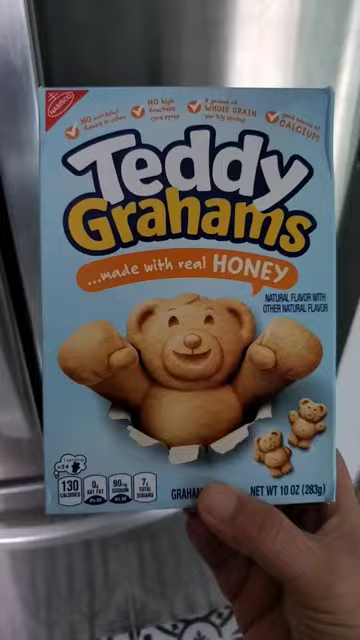 NABISCO
NO artificial
flavors or colors
NO high
fructose
corn syrup
8 grams of
WHOLE GRAIN
per 30g serving
good source of
CALCIUM
Teddy
Grahams
...made with real HONEY
NATURAL FLAVOR WITH
OTHER NATURAL FLAVOR
130
CALORIES
0g
SAT FAT
90mg
SODIUM
7g
TOTAL
SUGARS
NET WT 10 OZ (283g)